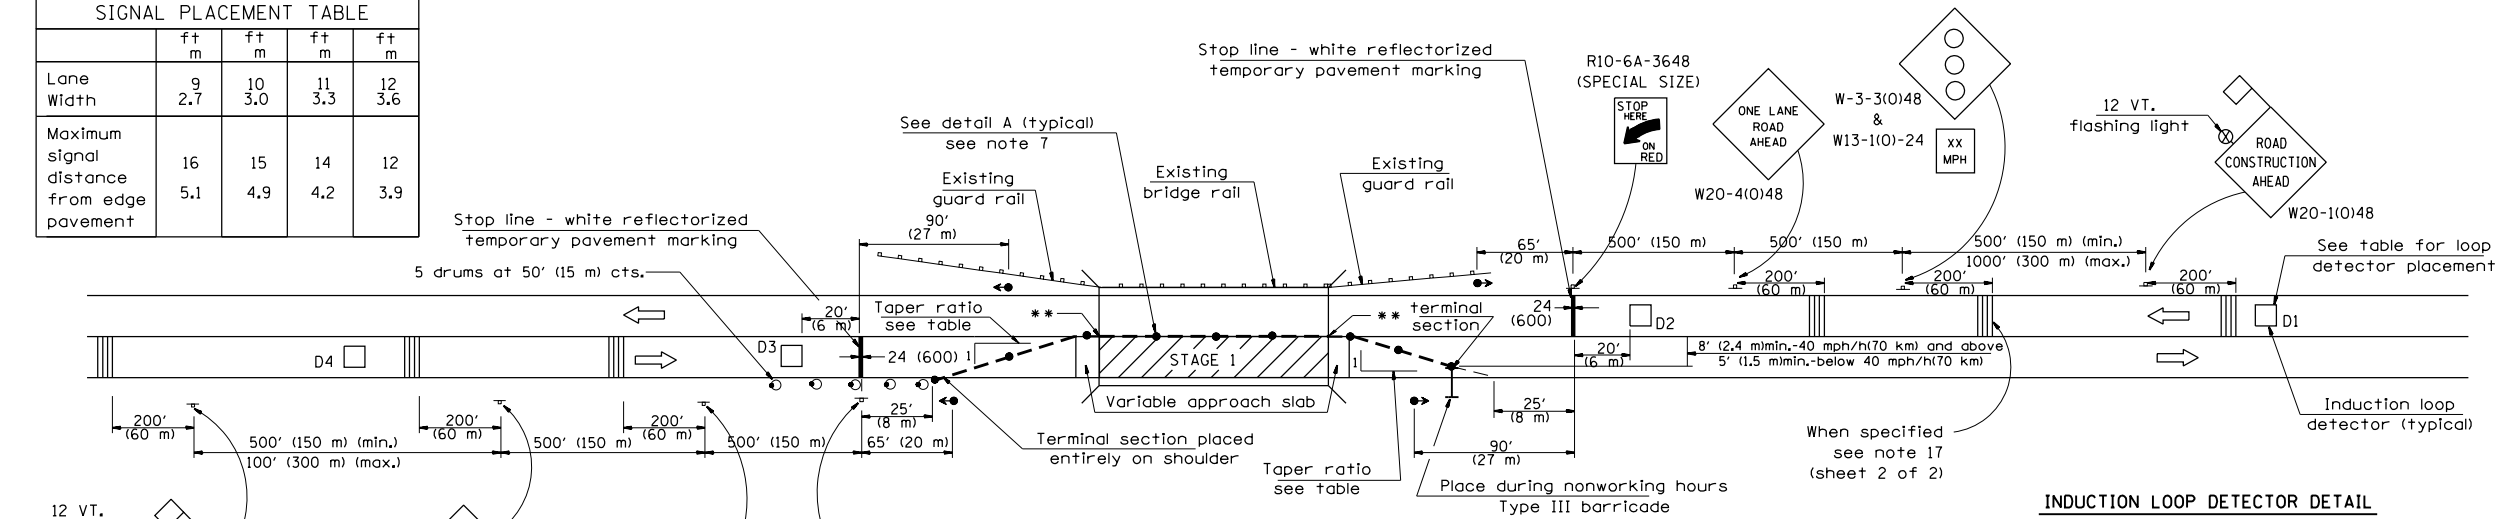 SIGNAL PLACEMENT TABLE
ft ft ft ft
m m m m
Lane
Width
9 10 11 12
2.7 3.0 3.3 3.6
Maximum
signal
distance
from edge
pavement
16 15 14 12
5.1 4.9 4.2 3.9
Stop line - white reflectorized
temporary pavement marking
5 drums at 50' (15 m) cts.
See detail A (typical)
see note 7
Existing
guard rail
90'
(27 m)
Existing
bridge rail
Existing
guard rail
Stop line - white reflectorized
temporary pavement marking
R10-6A-3648
(SPECIAL SIZE)
STOP
HERE
ON
RED
ONE LANE
ROAD
AHEAD
W20-4(O)48
W-3-3(O)48
&
W13-1(O)-24
XX
MPH
12 VT.
flashing light
ROAD
CONSTRUCTION
AHEAD
W20-1(O)48
See table for loop
detector placement
65'
(20 m)
500' (150 m)
500' (150 m)
500' (150 m) (min.)
1000' (300 m) (max.)
200'
(60 m)
200'
(60 m)
200'
(60 m)
20'
(6 m)
Taper ratio
see table
**
**
terminal
section
24
(600)
D2
D1
D4
D3
24 (600)
1
STAGE 1
1
20'
(6 m)
8' (2.4 m)min.-40 mph/h(70 km) and above
5' (1.5 m)min.-below 40 mph/h(70 km)
Variable approach slab
25'
(8 m)
25'
(8 m)
200'
(60 m)
200'
(60 m)
200'
(60 m)
500' (150 m) (min.)
100' (300 m) (max.)
500' (150 m)
500' (150 m)
65' (20 m)
Terminal section placed
entirely on shoulder
Taper ratio
see table
90'
(27 m)
Place during nonworking hours
Type III barricade
When specified
see note 17
(sheet 2 of 2)
Induction loop
detector (typical)
12 VT.
INDUCTION LOOP DETECTOR DETAIL